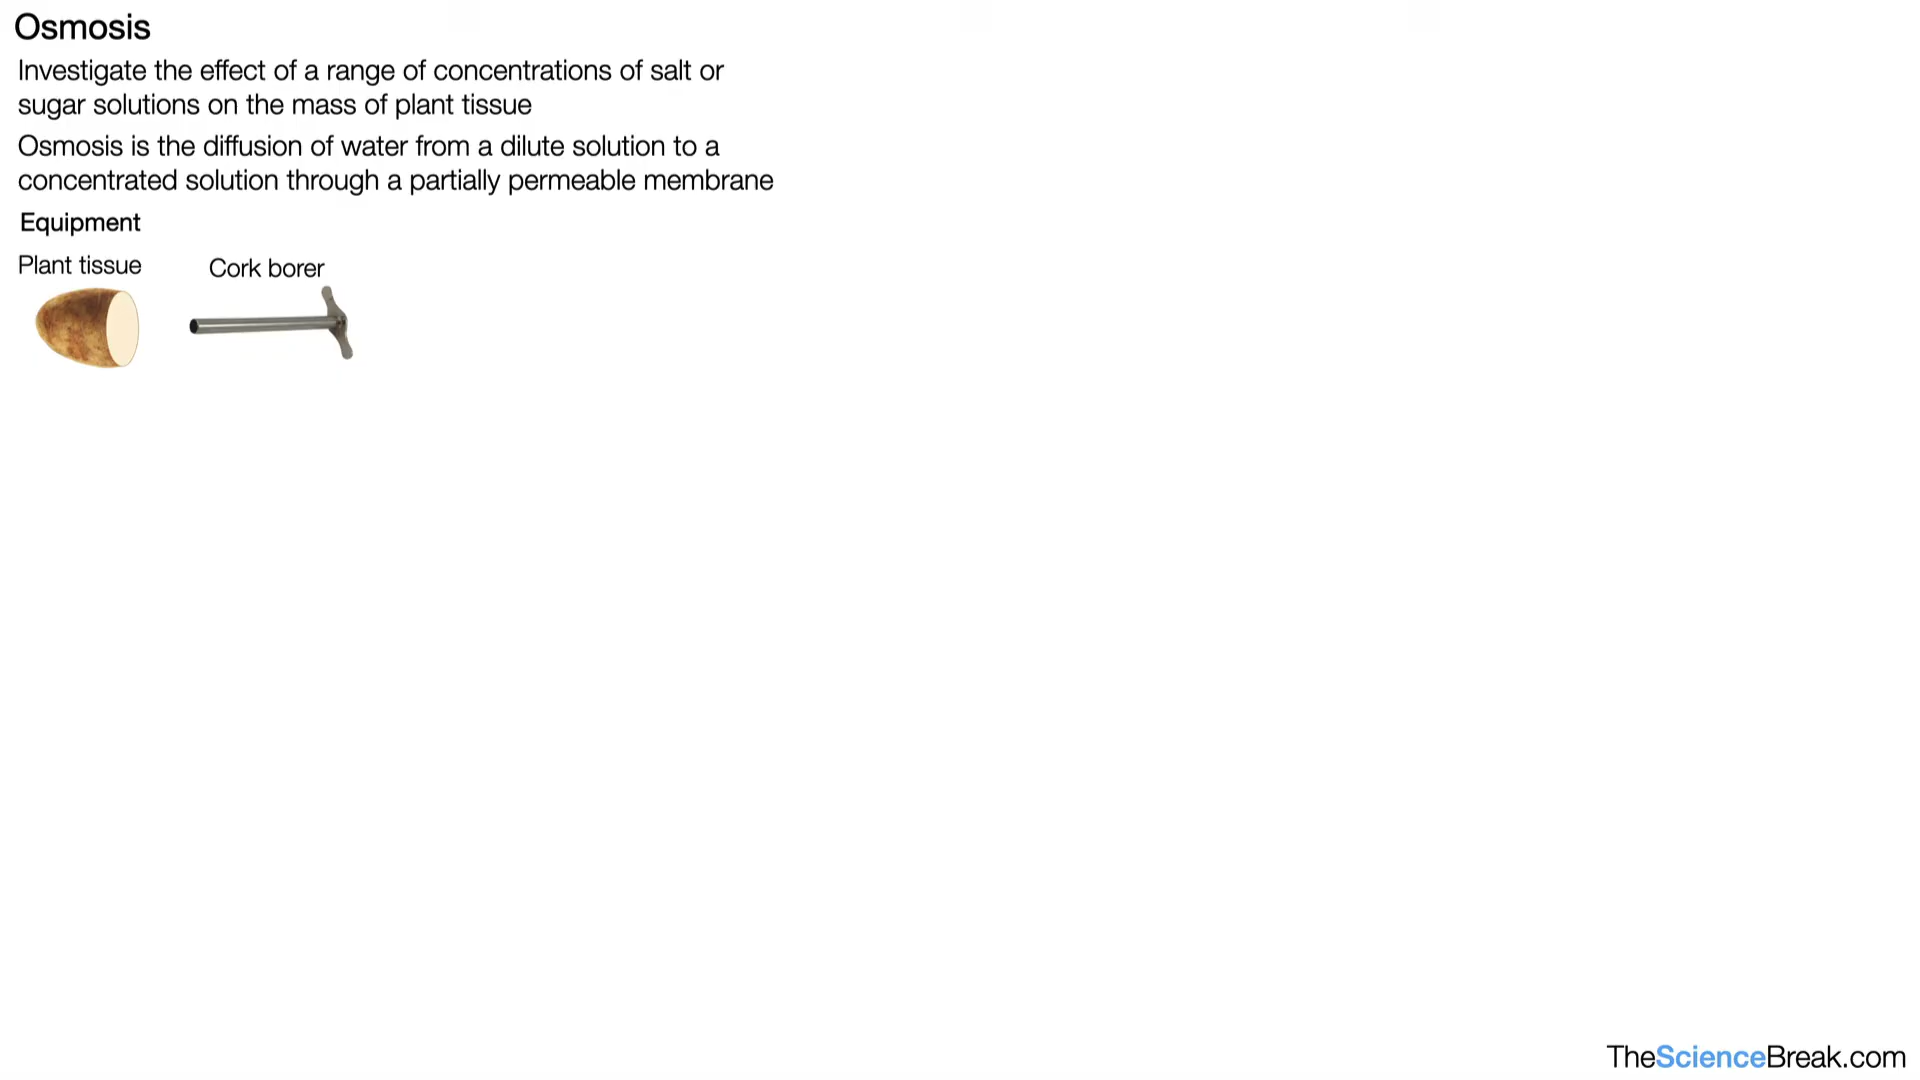 Osmosis
Investigate the effect of a range of concentrations of salt or
sugar solutions on the mass of plant tissue
Osmosis is the diffusion of water from a dilute solution to a
concentrated solution through a partially permeable membrane
Equipment
Plant tissue
Cork borer
TheScienceBreak.com